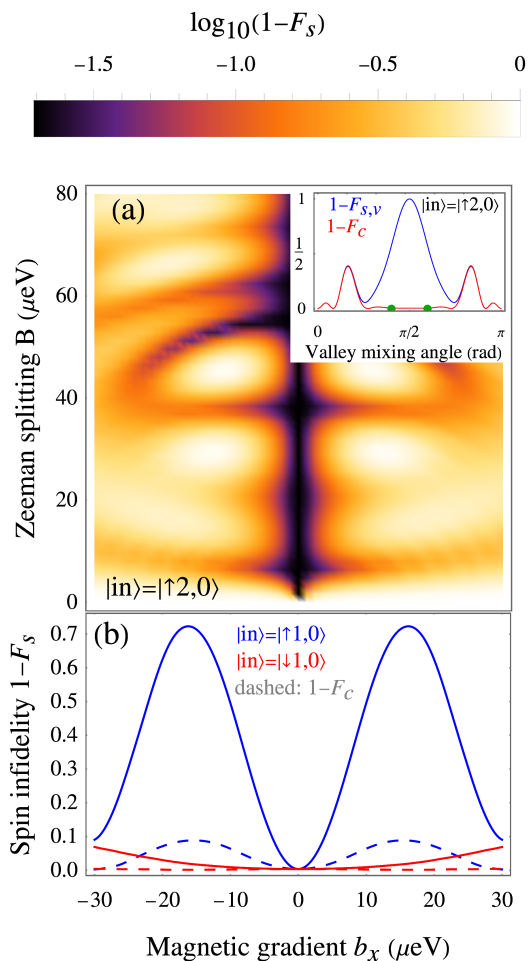 log₁₀(1−Fₛ)
−1.5 −1.0 −0.5 0
(a)
1−Fₛ,ᵥ |in⟩=|↑2,0⟩
1−F_c
1
1/2
0
0 π/2 π
Valley mixing angle (rad)
80
60
40
20
0
Zeeman splitting B (μeV)
|in⟩=|↑2,0⟩
(b)
|in⟩=|↑1,0⟩
|in⟩=|↓1,0⟩
dashed: 1−F_c
0.7
0.6
0.5
0.4
0.3
0.2
0.1
0.0
Spin infidelity 1−Fₛ
−30 −20 −10 0 10 20 30
Magnetic gradient bₓ (μeV)